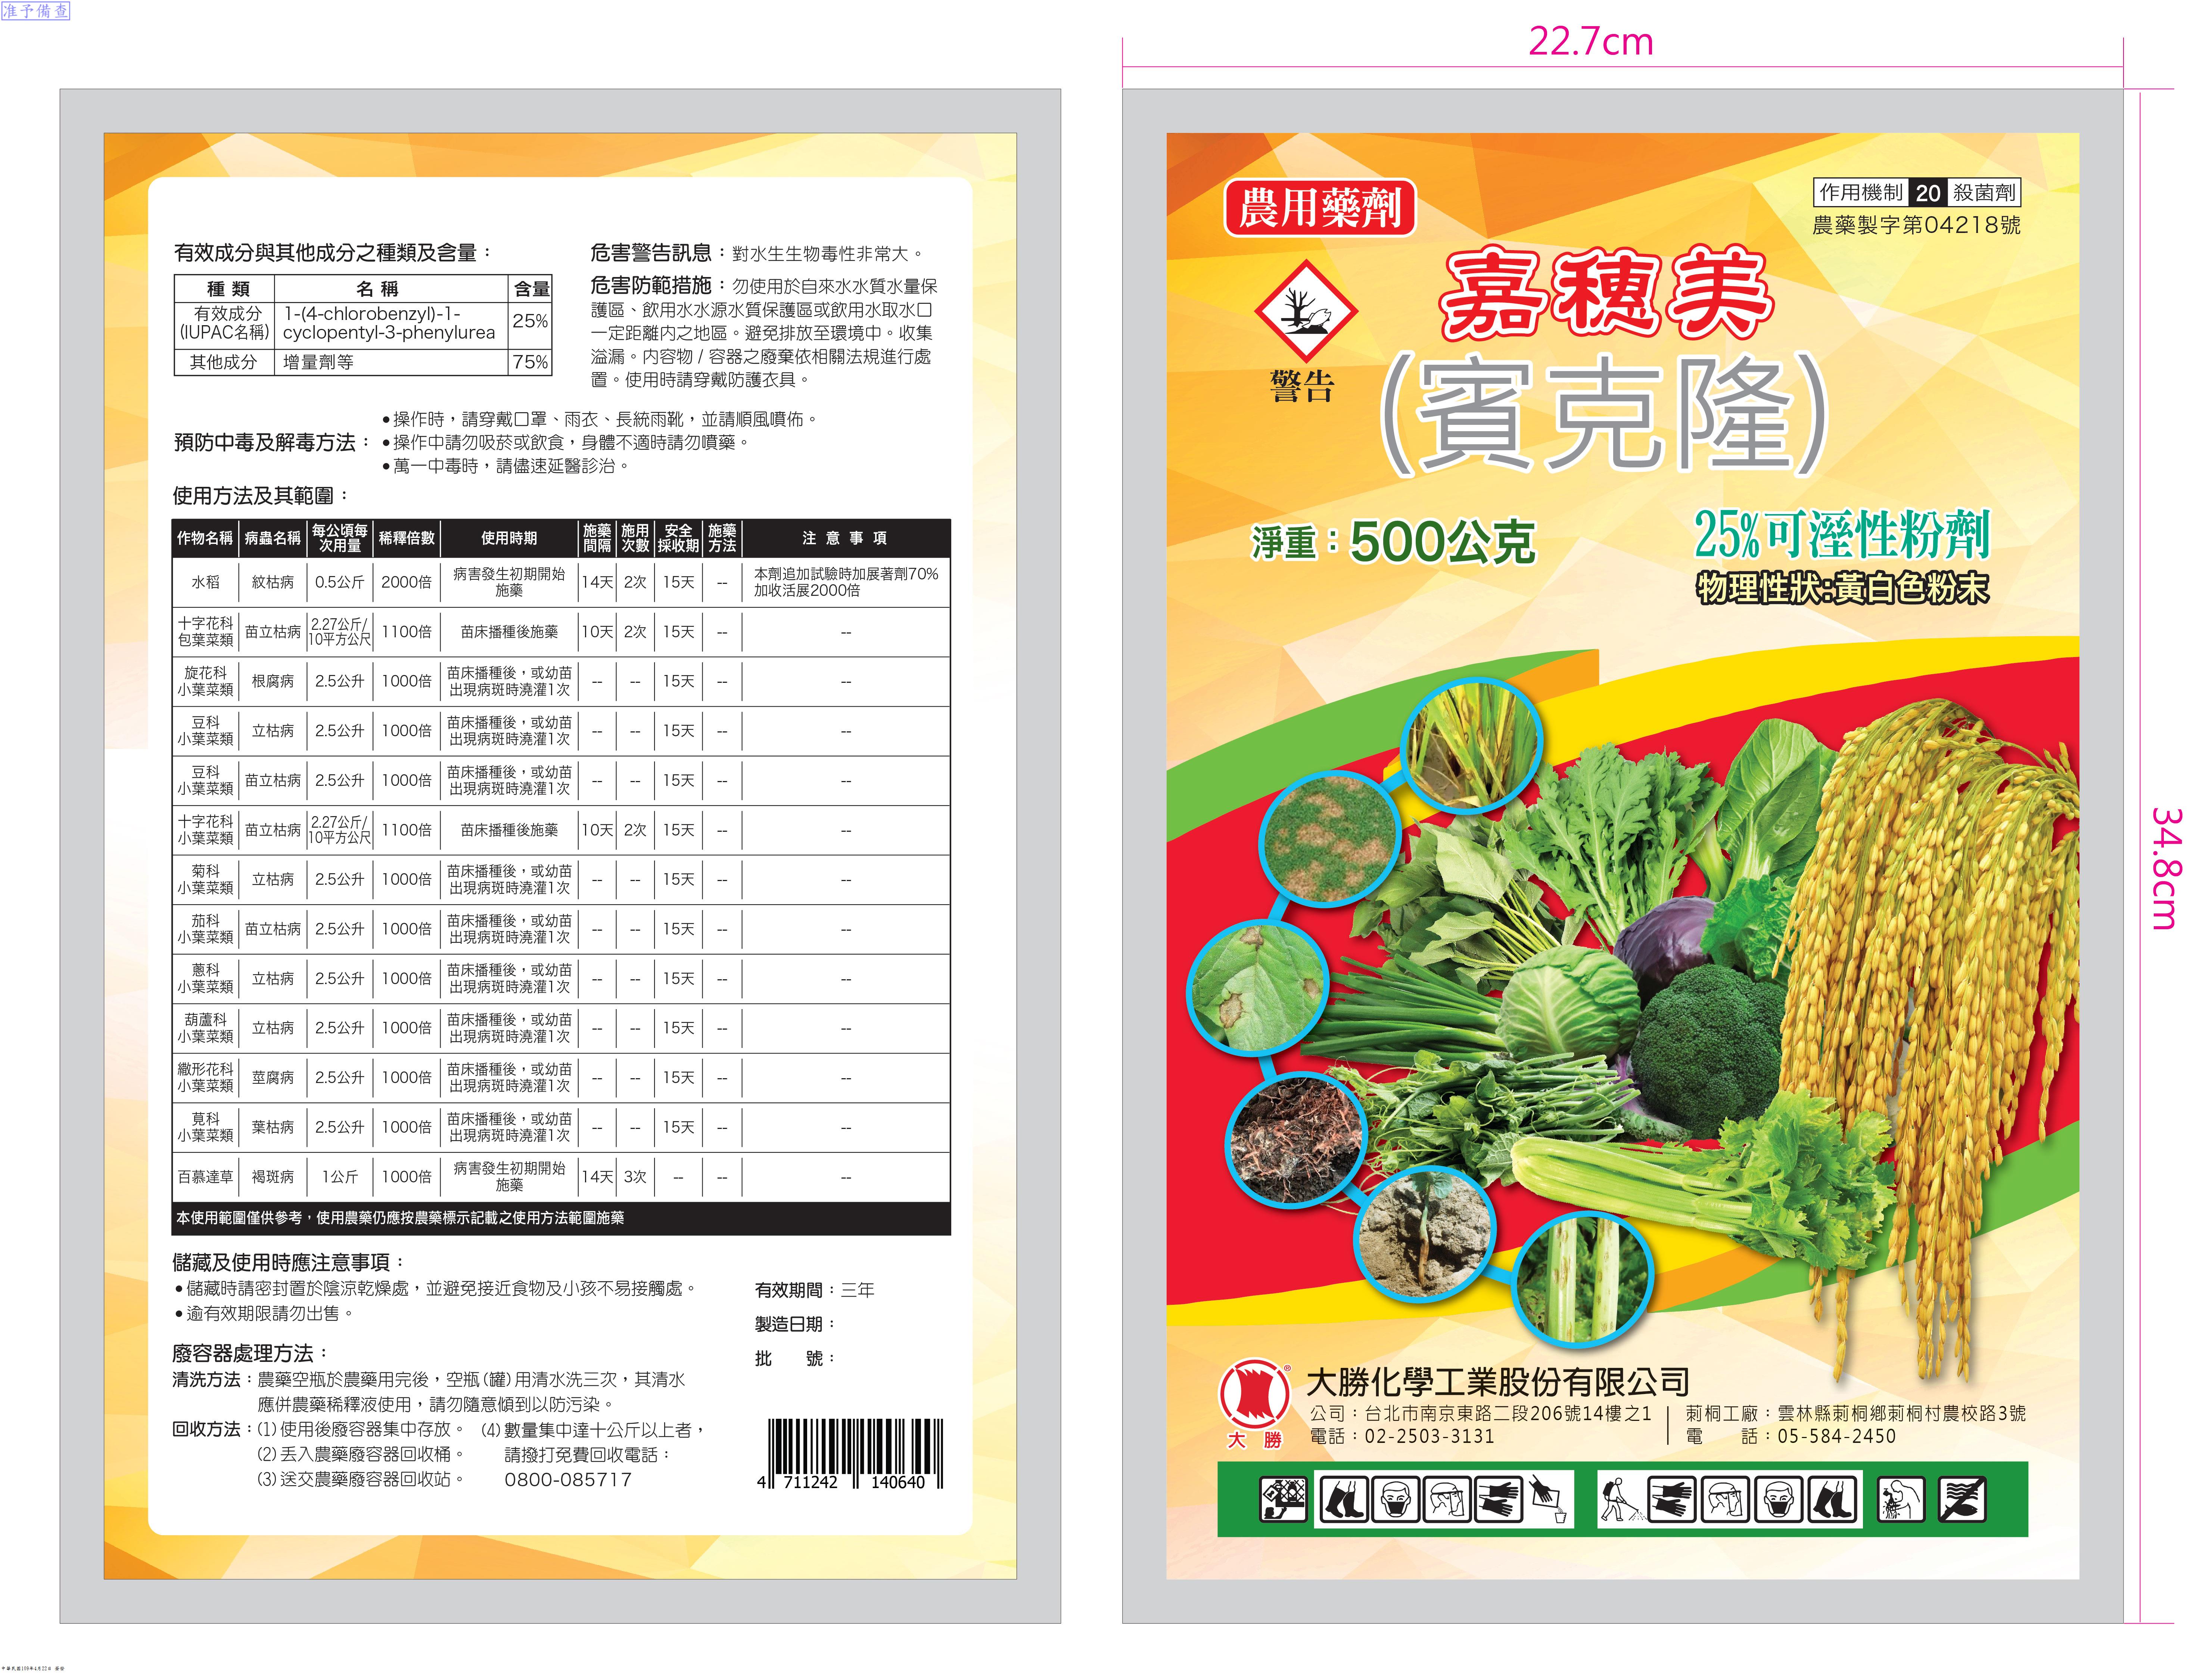 准予備查
22.7cm
34.8cm
有效成分與其他成分之種類及含量：
種類 名稱 含量
有效成分 (IUPAC名稱) 1-(4-chlorobenzyl)-1- 25%
cyclopentyl-3-phenylurea
其他成分 增量劑等 75%
危害警告訊息：對水生生物毒性非常大。
危害防範措施：勿使用於自來水水質水量保
護區、飲用水水源水質保護區或飲用水取水口
一定距離內之地區。避免排放至環境中。收集
溢漏。內容物 / 容器之廢棄依相關法規進行處
置。使用時請穿戴防護衣具。
預防中毒及解毒方法：
●操作時，請穿戴口罩、雨衣、長統雨靴，並請順風噴佈。
●操作中請勿吸菸或飲食，身體不適時請勿噴藥。
●萬一中毒時，請儘速延醫診治。
使用方法及其範圍：
作物名稱 病蟲名稱 每公頃每次用量 稀釋倍數 使用時期 施藥間隔 施用次數 安全採收期 施藥方法 注意事項
水稻 紋枯病 0.5公斤 2000倍 病害發生初期開始施藥 14天 2次 15天 -- 本劑追加試驗時加展著劑70%加收活展2000倍
十字花科包葉菜類 苗立枯病 2.27公斤/10平方公尺 1100倍 苗床播種後施藥 10天 2次 15天 -- --
旋花科小葉菜類 根腐病 2.5公升 1000倍 苗床播種後，或幼苗出現病斑時澆灌1次 -- -- 15天 -- --
豆科小葉菜類 立枯病 2.5公升 1000倍 苗床播種後，或幼苗出現病斑時澆灌1次 -- -- 15天 -- --
豆科小葉菜類 苗立枯病 2.5公升 1000倍 苗床播種後，或幼苗出現病斑時澆灌1次 -- -- 15天 -- --
十字花科小葉菜類 苗立枯病 2.27公斤/10平方公尺 1100倍 苗床播種後施藥 10天 2次 15天 -- --
菊科小葉菜類 立枯病 2.5公升 1000倍 苗床播種後，或幼苗出現病斑時澆灌1次 -- -- 15天 -- --
茄科小葉菜類 苗立枯病 2.5公升 1000倍 苗床播種後，或幼苗出現病斑時澆灌1次 -- -- 15天 -- --
蔥科小葉菜類 立枯病 2.5公升 1000倍 苗床播種後，或幼苗出現病斑時澆灌1次 -- -- 15天 -- --
葫蘆科小葉菜類 立枯病 2.5公升 1000倍 苗床播種後，或幼苗出現病斑時澆灌1次 -- -- 15天 -- --
繖形花科小葉菜類 莖腐病 2.5公升 1000倍 苗床播種後，或幼苗出現病斑時澆灌1次 -- -- 15天 -- --
莧科小葉菜類 葉枯病 2.5公升 1000倍 苗床播種後，或幼苗出現病斑時澆灌1次 -- -- 15天 -- --
百慕達草 褐斑病 1公斤 1000倍 病害發生初期開始施藥 14天 3次 -- -- --
本使用範圍僅供參考，使用農藥仍應按農藥標示記載之使用方法範圍施藥
儲藏及使用時應注意事項：
●儲藏時請密封置於陰涼乾燥處，並避免接近食物及小孩不易接觸處。
●逾有效期限請勿出售。
有效期間：三年
製造日期：
批　　號：
廢容器處理方法：
清洗方法：農藥空瓶於農藥用完後，空瓶(罐)用清水洗三次，其清水
應併農藥稀釋液使用，請勿隨意傾到以防污染。
回收方法：(1)使用後廢容器集中存放。
(2)丟入農藥廢容器回收桶。
(3)送交農藥廢容器回收站。
(4)數量集中達十公斤以上者，
請撥打免費回收電話：
0800-085717
4 711242 140640
農用藥劑
作用機制 20 殺菌劑
農藥製字第04218號
警告
嘉穗美
(賓克隆)
淨重：500公克
25%可溼性粉劑
物理性狀:黃白色粉末
大勝
®
大勝化學工業股份有限公司
公司：台北市南京東路二段206號14樓之1
電話：02-2503-3131
莿桐工廠：雲林縣莿桐鄉莿桐村農校路3號
電　　話：05-584-2450